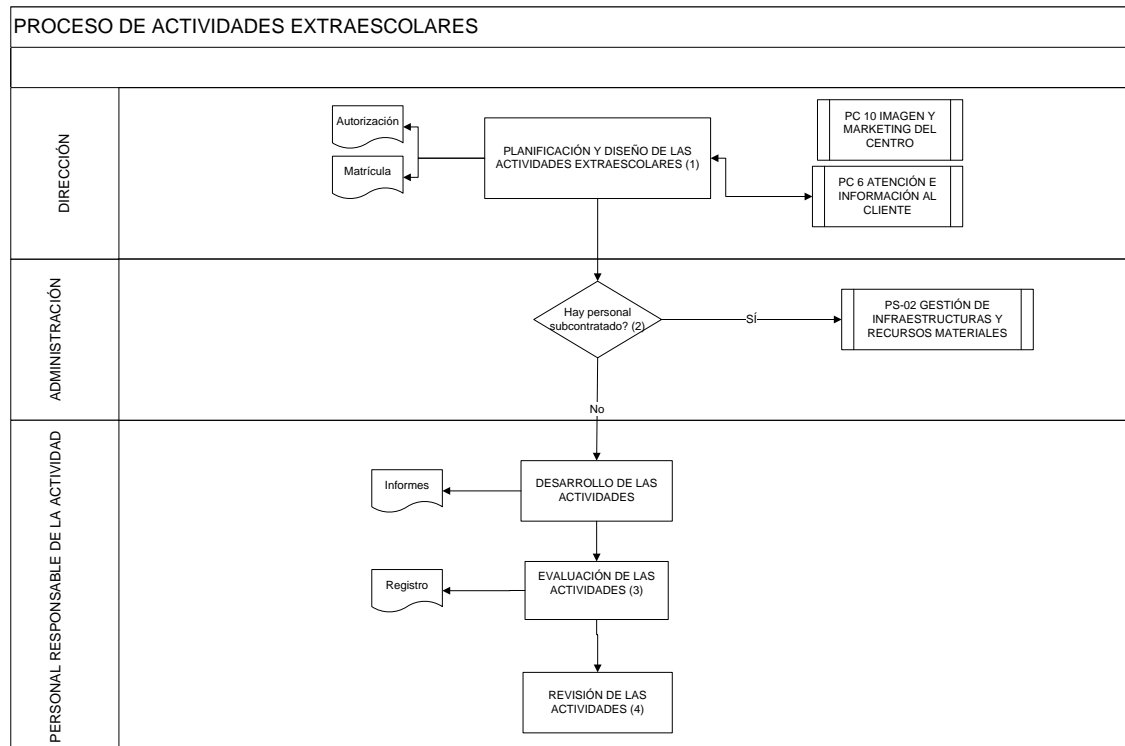 PROCESO DE ACTIVIDADES EXTRAESCOLARES
DIRECCIÓN
Autorización
Matrícula
PLANIFICACIÓN Y DISEÑO DE LAS
ACTIVIDADES EXTRAESCOLARES (1)
PC 10 IMAGEN Y
MARKETING DEL
CENTRO
PC 6 ATENCIÓN E
INFORMACIÓN AL
CLIENTE
ADMINISTRACIÓN
Hay personal
subcontratado? (2)
SÍ
PS-02 GESTIÓN DE
INFRAESTRUCTURAS Y
RECURSOS MATERIALES
No
PERSONAL RESPONSABLE DE LA ACTIVIDAD
Informes
DESARROLLO DE LAS
ACTIVIDADES
Registro
EVALUACIÓN DE LAS
ACTIVIDADES (3)
REVISIÓN DE LAS
ACTIVIDADES (4)